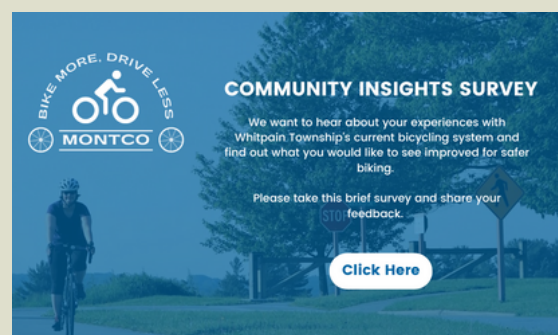 BIKE MORE, DRIVE LESS
MONTCO
COMMUNITY INSIGHTS SURVEY
We want to hear about your experiences with
Whitpain Township's current bicycling system and
find out what you would like to see improved for safer
biking.
Please take this brief survey and share your
feedback.
STOP
Click Here